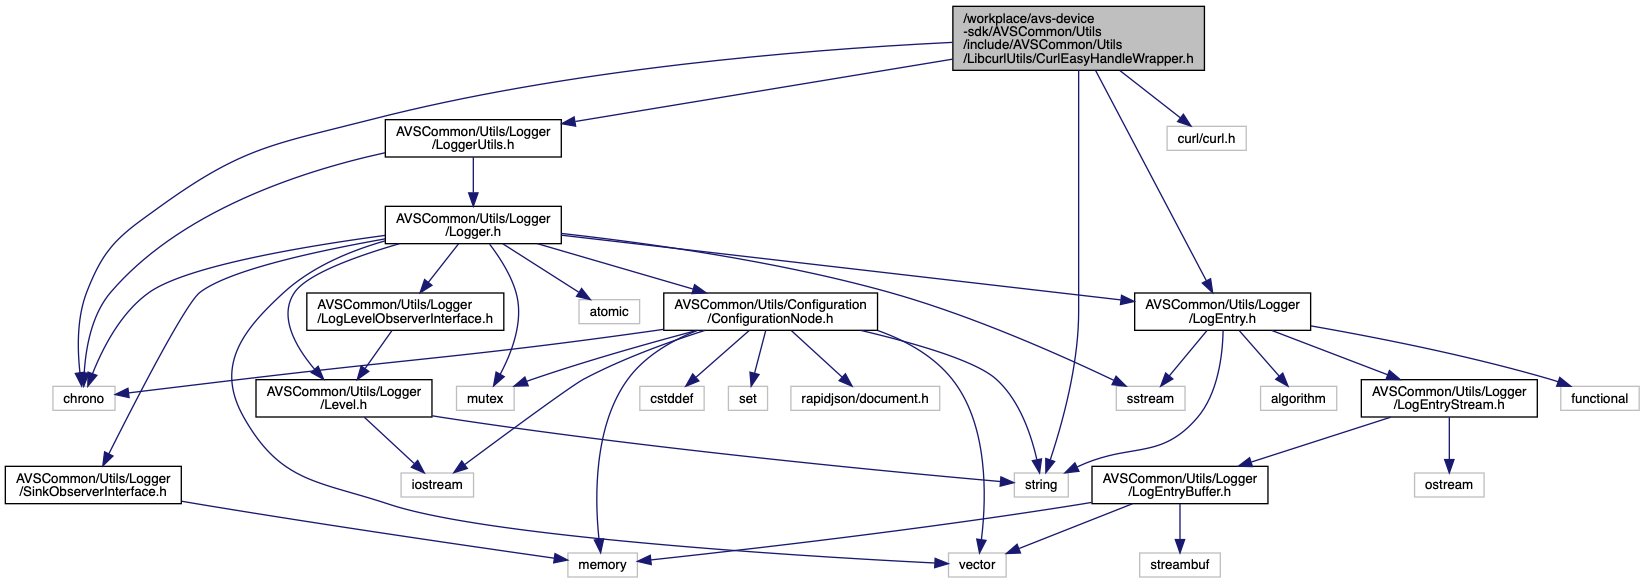 /workplace/avs-device
-sdk/AVSCommon/Utils
/include/AVSCommon/Utils
/LibcurlUtils/CurlEasyHandleWrapper.h
AVSCommon/Utils/Logger
/LoggerUtils.h
curl/curl.h
AVSCommon/Utils/Logger
/Logger.h
AVSCommon/Utils/Logger
/LogLevelObserverInterface.h
atomic
AVSCommon/Utils/Configuration
/ConfigurationNode.h
AVSCommon/Utils/Logger
/LogEntry.h
chrono
AVSCommon/Utils/Logger
/Level.h
mutex
cstddef
set
rapidjson/document.h
sstream
algorithm
AVSCommon/Utils/Logger
/LogEntryStream.h
functional
AVSCommon/Utils/Logger
/SinkObserverInterface.h
iostream
string
AVSCommon/Utils/Logger
/LogEntryBuffer.h
ostream
memory
vector
streambuf